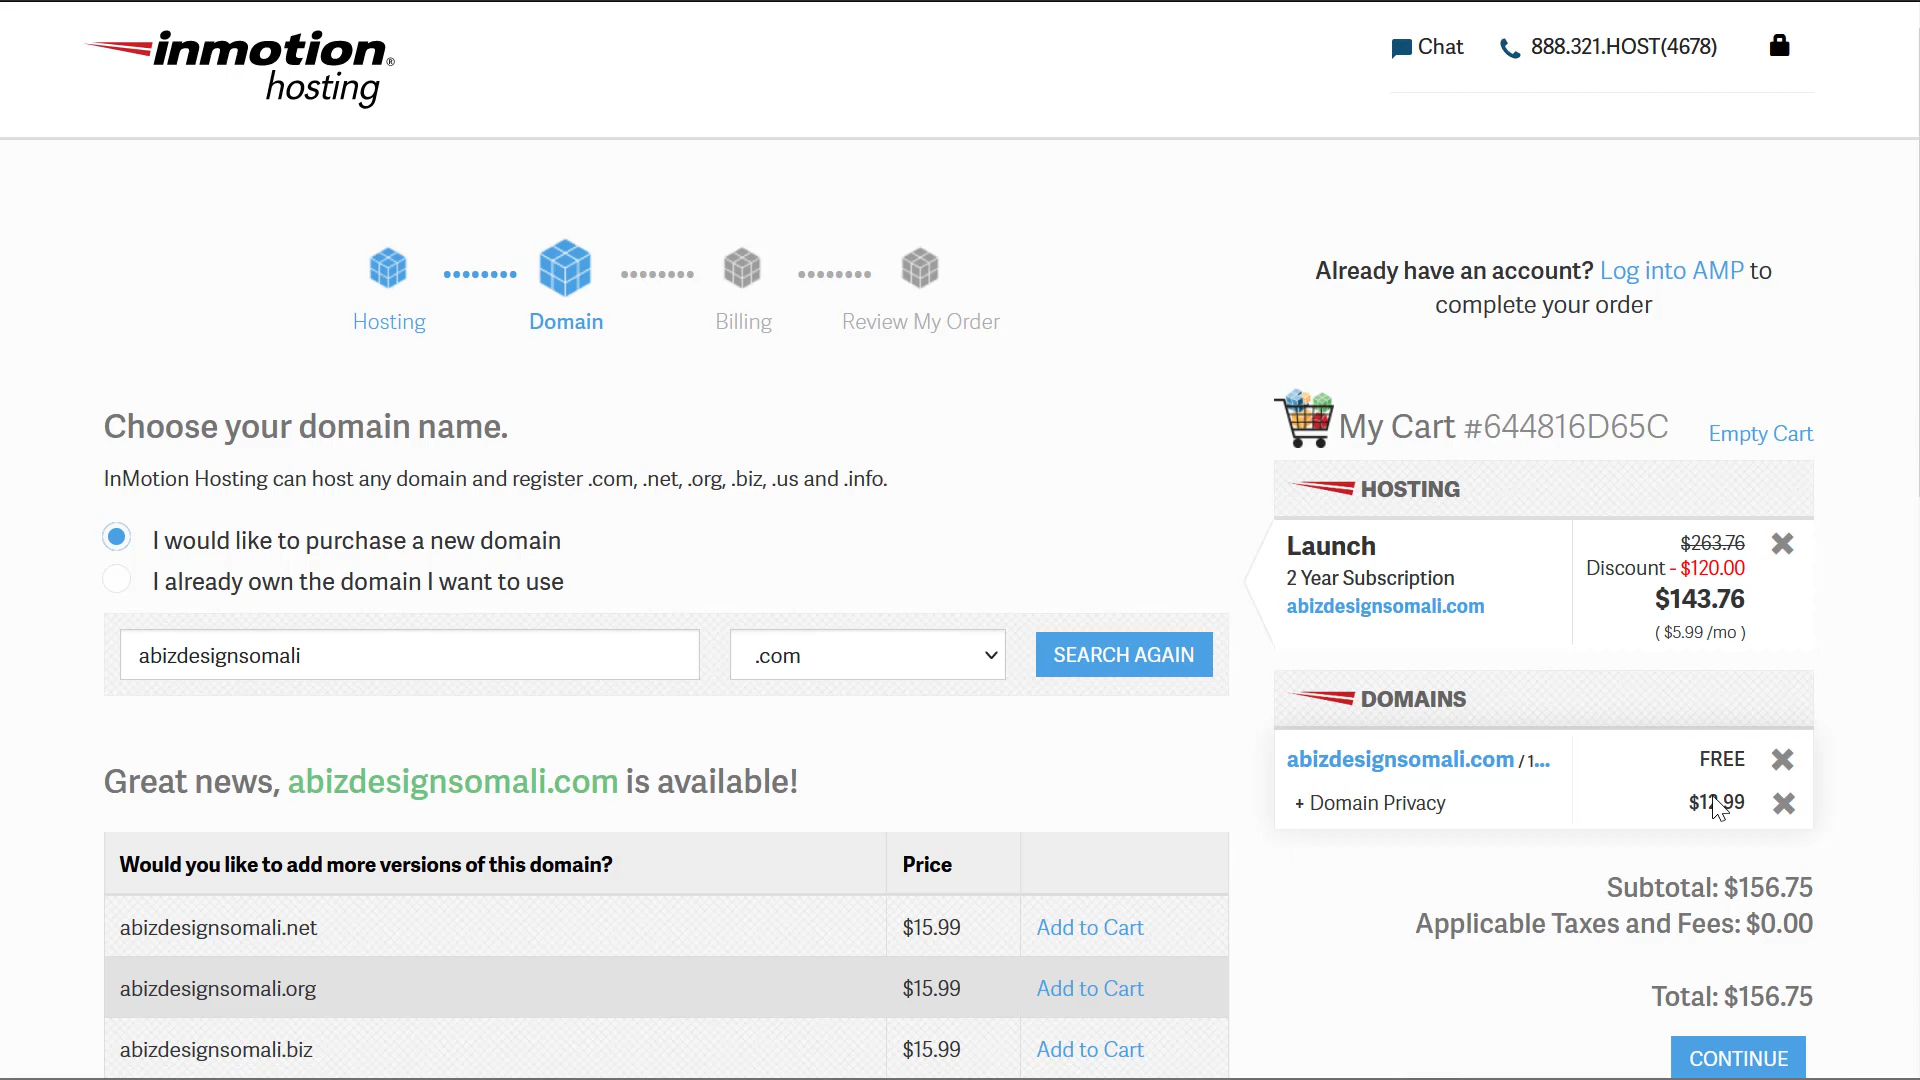 inmotion®
hosting
Chat
888.321.HOST(4678)
Hosting
Domain
Billing
Review My Order
Already have an account? Log into AMP to
complete your order
Choose your domain name.
InMotion Hosting can host any domain and register .com, .net, .org, .biz, .us and .info.
I would like to purchase a new domain
I already own the domain I want to use
abizdesignsomali
.com
SEARCH AGAIN
Great news, abizdesignsomali.com is available!
Would you like to add more versions of this domain?
Price
abizdesignsomali.net
$15.99
Add to Cart
abizdesignsomali.org
$15.99
Add to Cart
abizdesignsomali.biz
$15.99
Add to Cart
My Cart #644816D65C
Empty Cart
HOSTING
Launch
2 Year Subscription
abizdesignsomali.com
$263.76
Discount - $120.00
$143.76
( $5.99 /mo )
DOMAINS
abizdesignsomali.com / 1...
FREE
+ Domain Privacy
$12.99
Subtotal: $156.75
Applicable Taxes and Fees: $0.00
Total: $156.75
CONTINUE